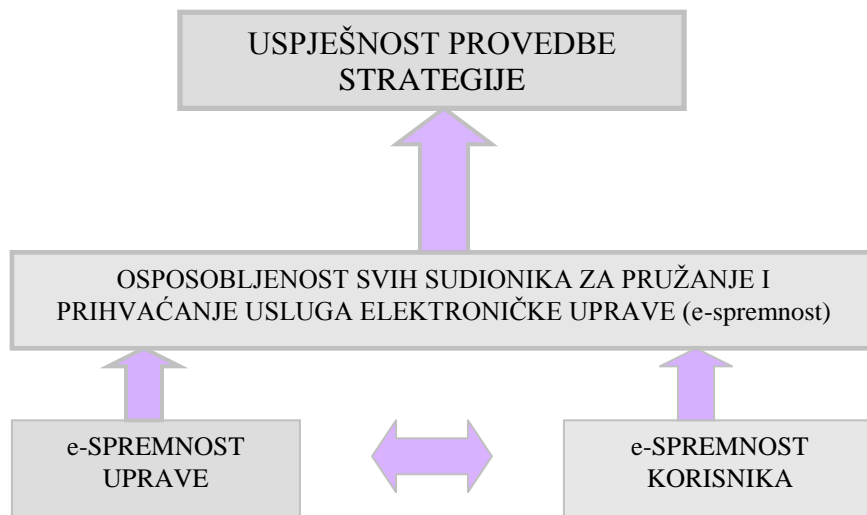 USPJEŠNOST PROVEDBE
STRATEGIJE
OSPOSOBLJENOST SVIH SUDIONIKA ZA PRUŽANJE I
PRIHVAĆANJE USLUGA ELEKTRONIČKE UPRAVE (e-spremnost)
e-SPREMNOST
UPRAVE
e-SPREMNOST
KORISNIKA